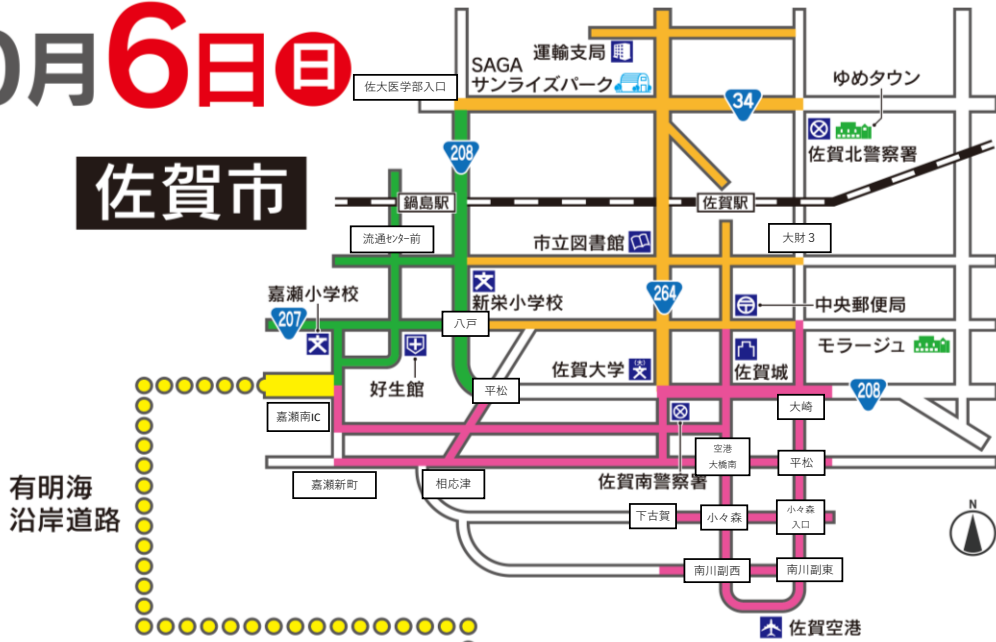 0月6日(日)
佐賀市
佐大医学部入口
SAGA
サンライズパーク
運輸支局
34
ゆめタウン
佐賀北警察署
208
鍋島駅
佐賀駅
流通センター前
市立図書館
大財3
嘉瀬小学校
207
新栄小学校
264
中央郵便局
八戸
モラージュ
好生館
佐賀大学
(大)
文
佐賀城
平松
208
嘉瀬南IC
大崎
空港
大橋南
平松
有明海
沿岸道路
嘉瀬新町
相応津
佐賀南警察署
下古賀
小々森
小々森
入口
N
南川副西
南川副東
佐賀空港